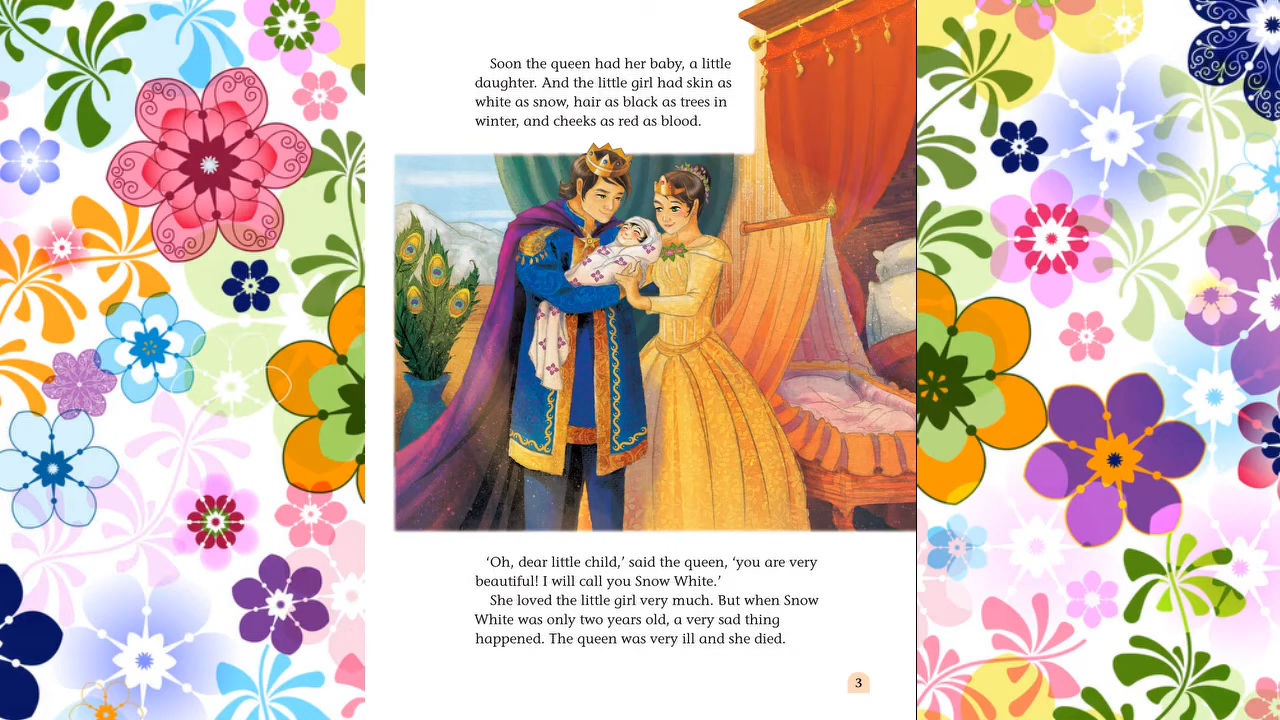 Soon the queen had her baby, a little
daughter. And the little girl had skin as
white as snow, hair as black as trees in
winter, and cheeks as red as blood.
‘Oh, dear little child,’ said the queen, ‘you are very
beautiful! I will call you Snow White.’
She loved the little girl very much. But when Snow
White was only two years old, a very sad thing
happened. The queen was very ill and she died.
3